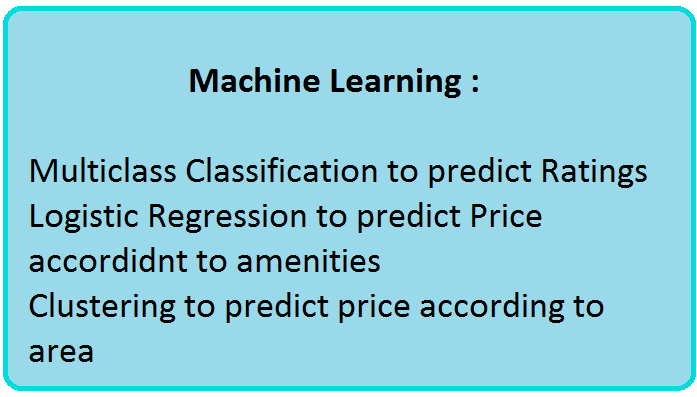 Machine Learning :
Multiclass Classification to predict Ratings
Logistic Regression to predict Price
accordidnt to amenities
Clustering to predict price according to
area